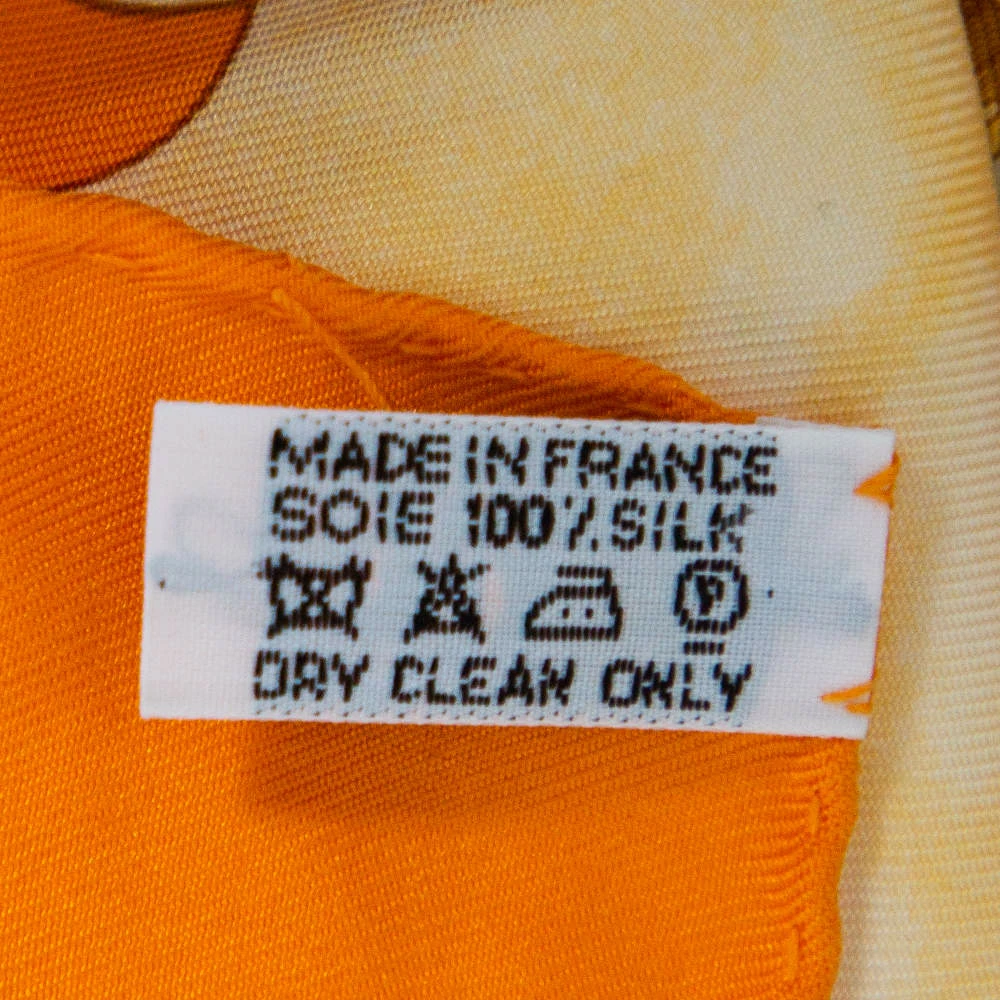 MADE IN FRANCE
SOIE 100% SILK
P
DRY CLEAN ONLY